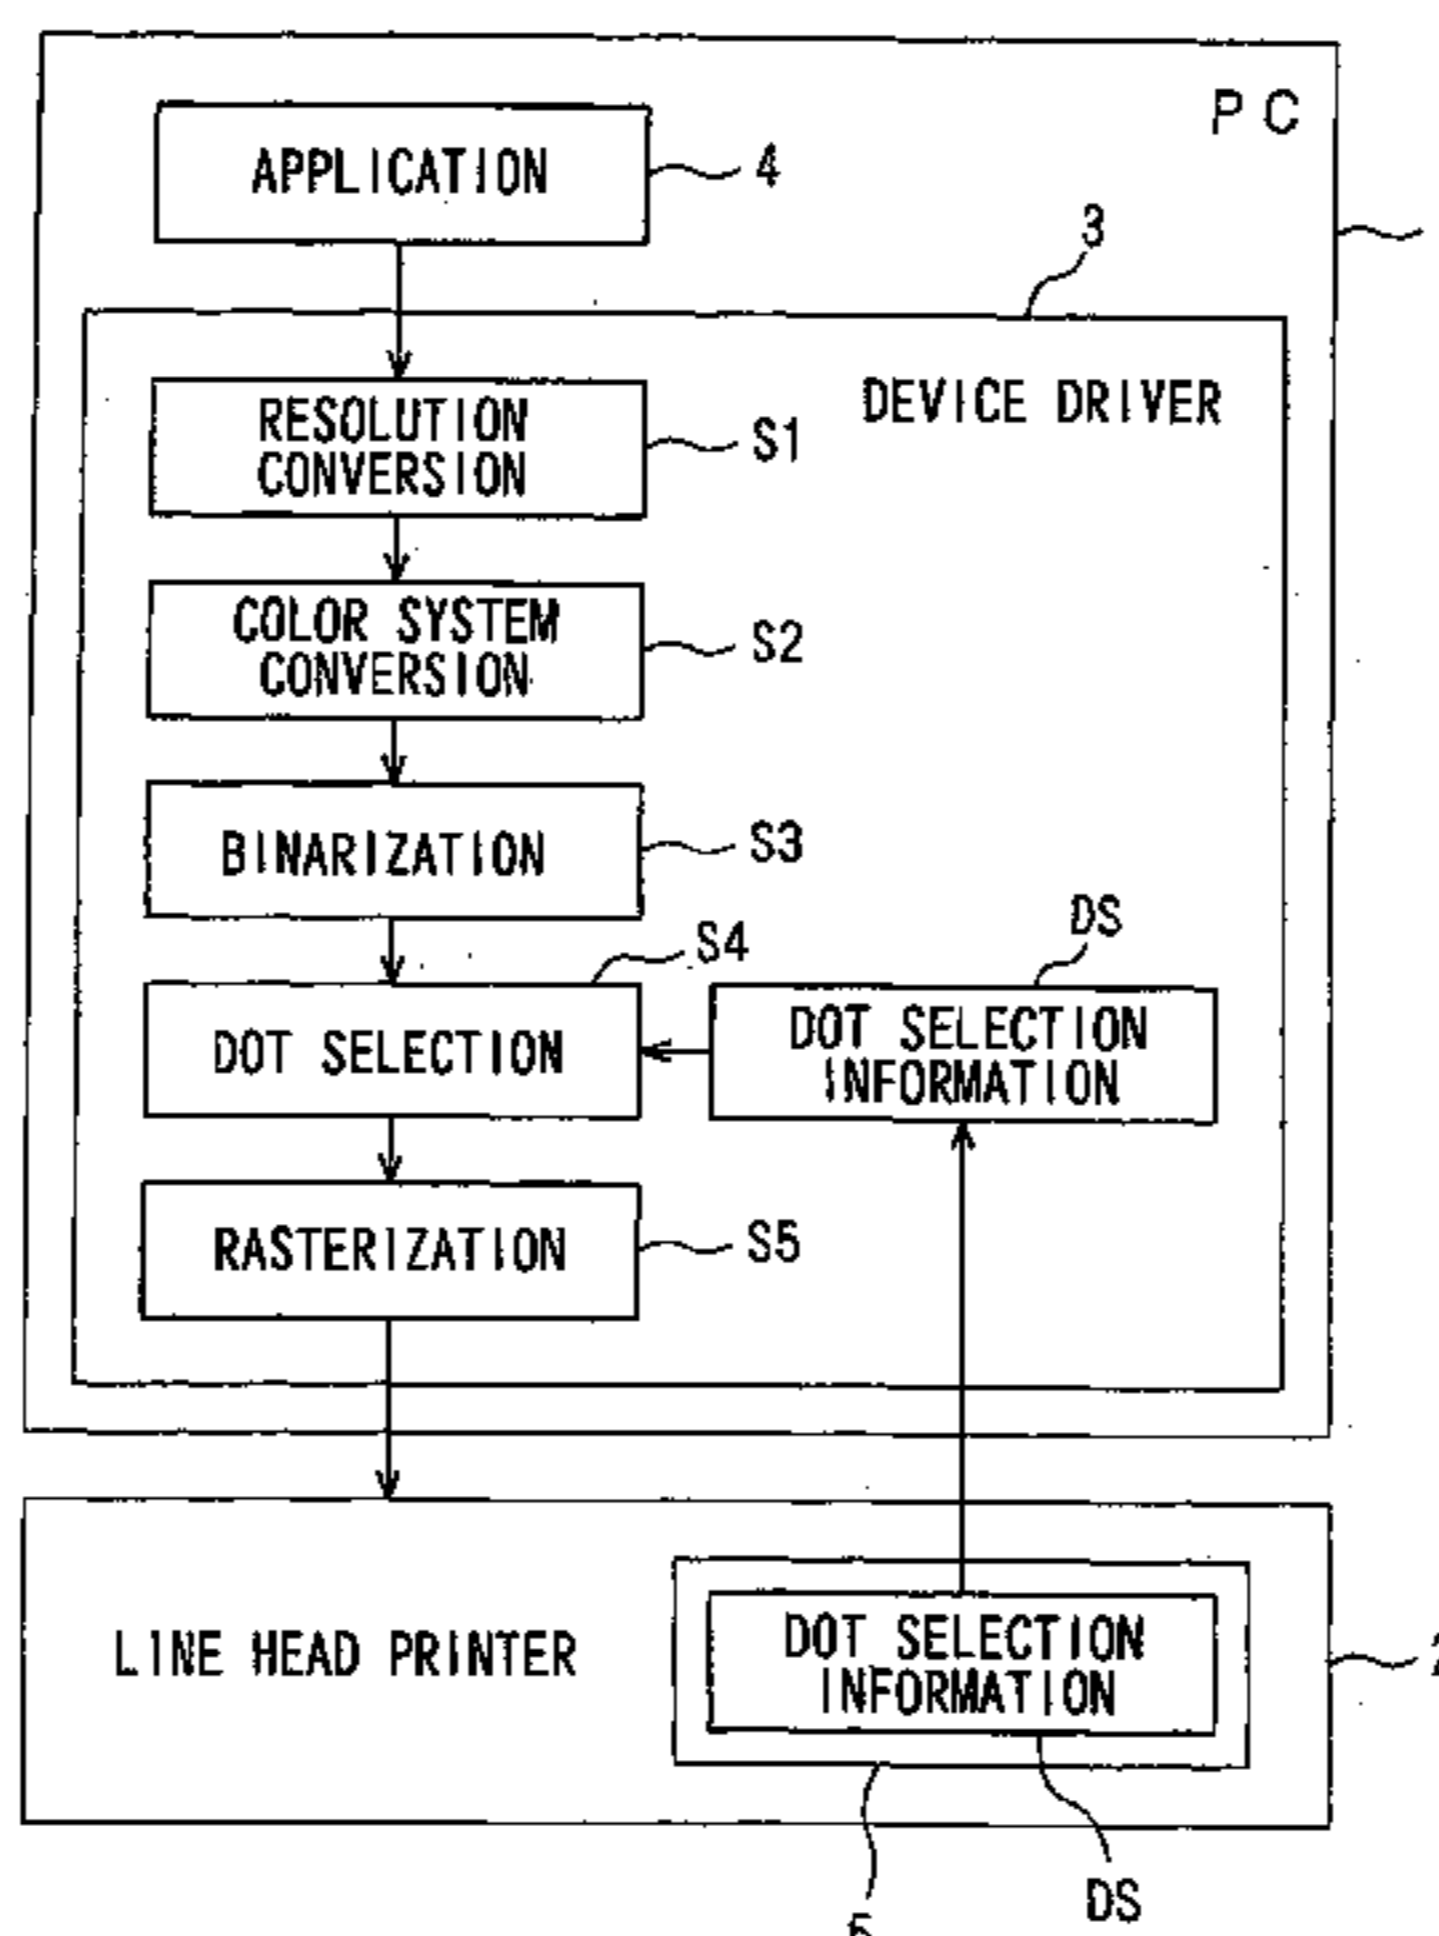 PC
APPLICATION
4
3
DEVICE DRIVER
RESOLUTION
CONVERSION
S1
COLOR SYSTEM
CONVERSION
S2
BINARIZATION
S3
DS
S4
DOT SELECTION
DOT SELECTION
INFORMATION
RASTERIZATION
S5
LINE HEAD PRINTER
DOT SELECTION
INFORMATION
DS